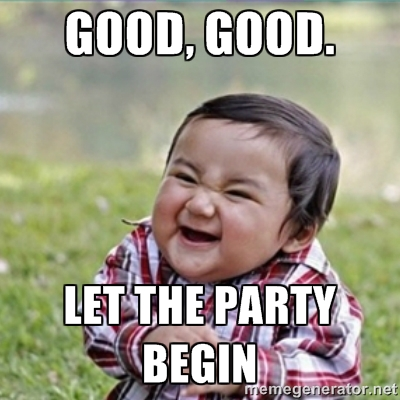 GOOD, GOOD.
LET THE PARTY
BEGIN
memegenerator.net